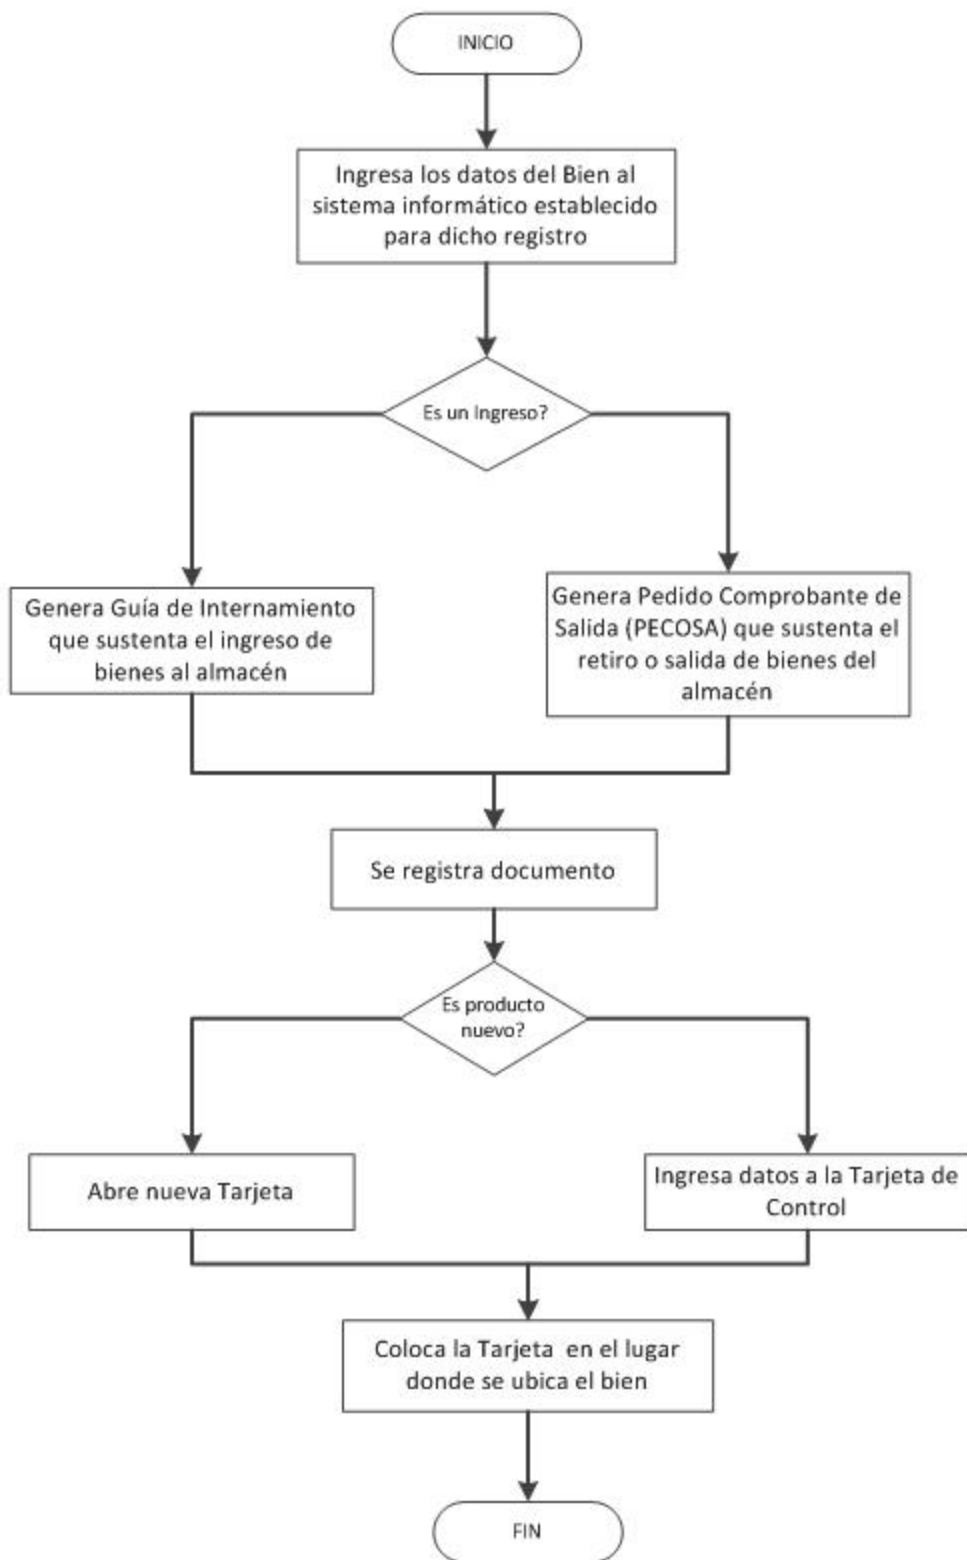 INICIO
Ingresa los datos del Bien al
sistema informático establecido
para dicho registro
Es un Ingreso?
Genera Guía de Internamiento
que sustenta el ingreso de
bienes al almacén
Genera Pedido Comprobante de
Salida (PECOSA) que sustenta el
retiro o salida de bienes del
almacén
Se registra documento
Es producto
nuevo?
Abre nueva Tarjeta
Ingresa datos a la Tarjeta de
Control
Coloca la Tarjeta en el lugar
donde se ubica el bien
FIN